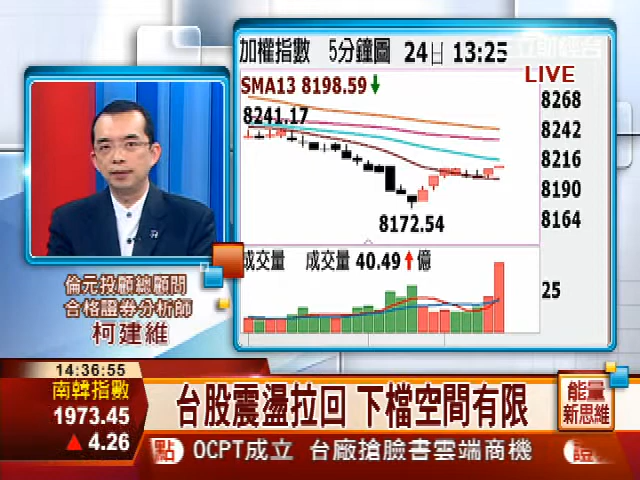 加權指數 5分鐘圖 24日 13:25
LIVE
SMA13 8198.59↓
8241.17
8172.54
8268
8242
8216
8190
8164
成交量 成交量 40.49↑億
25
倫元投顧總顧問
合格證券分析師
柯建維
14:36:55
南韓指數
1973.45
▲4.26
台股震盪拉回 下檔空間有限
能量
新思維
點 OCPT成立 台廠搶臉書雲端商機